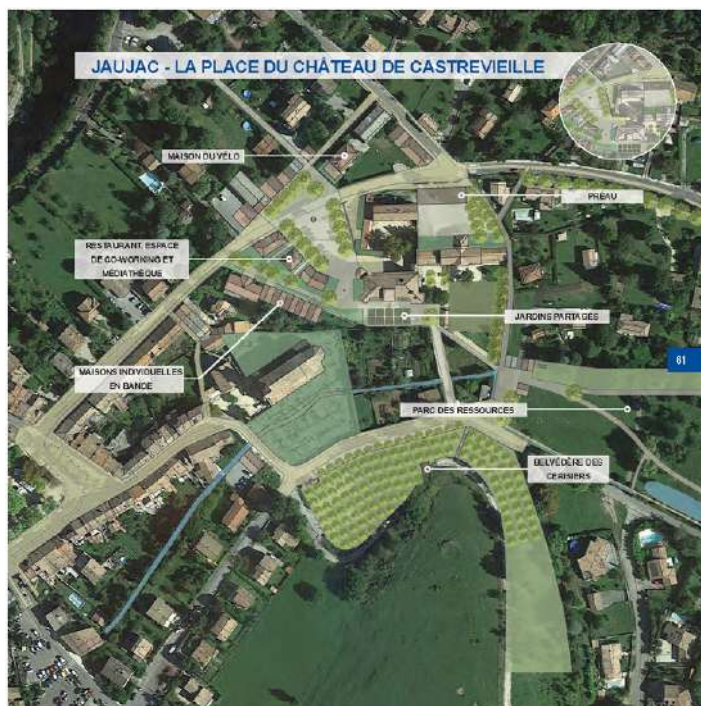 JAUJAC - LA PLACE DU CHÂTEAU DE CASTREVIEILLE
MAISON DU VÉLO
PRÉAU
RESTAURANT, ESPACE
DE CO-WORKING ET
MÉDIATHÈQUE
JARDINS PARTAGÉS
61
MAISONS INDIVIDUELLES
EN BANDE
PARC DES RESSOURCES
BELVÉDÈRE DES
CERISIERS